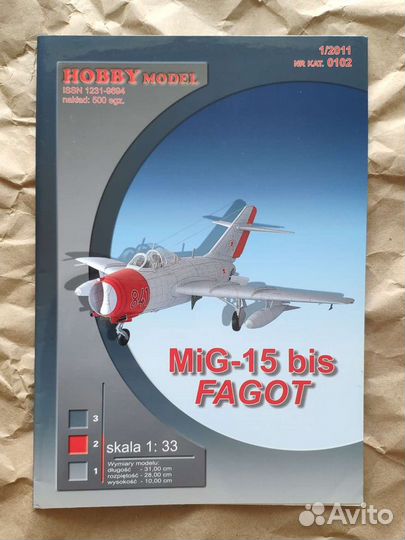 HOBBY MODEL
ISSN 1231-9694
nakład: 500 egz.
1/2011
NR KAT. 0102
841
MiG-15 bis
FAGOT
3
2
1
skala 1: 33
Wymiary modelu:
długość - 31,00 cm
rozpiętość - 28,00 cm
wysokość - 10,00 cm
Avito